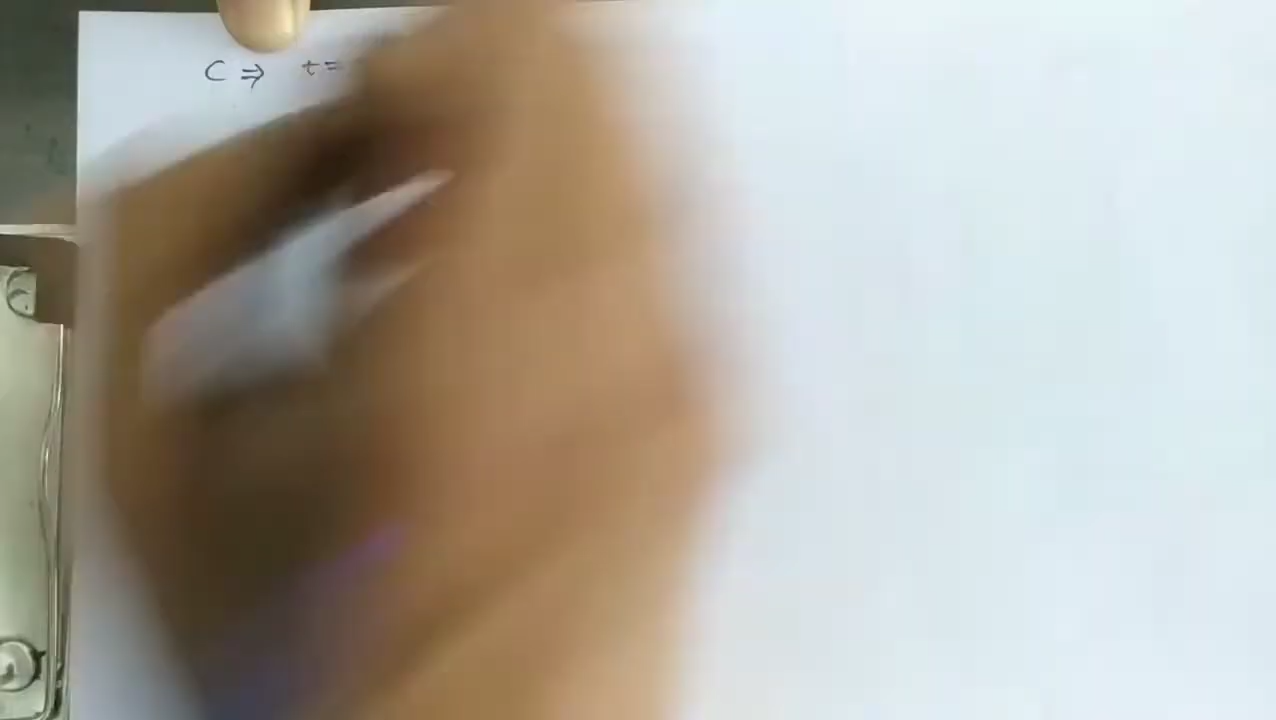 C ⇒ t =